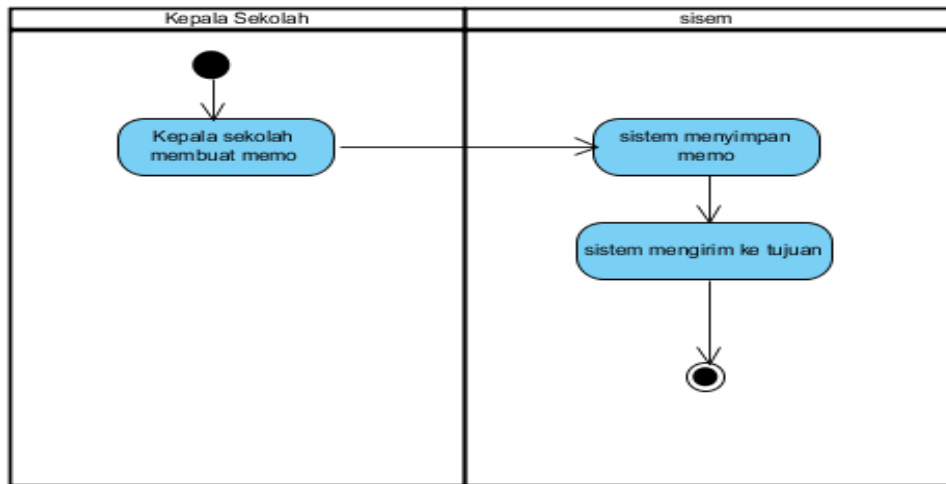 Kepala Sekolah
sisem
Kepala sekolah
membuat memo
sistem menyimpan
memo
sistem mengirim ke tujuan